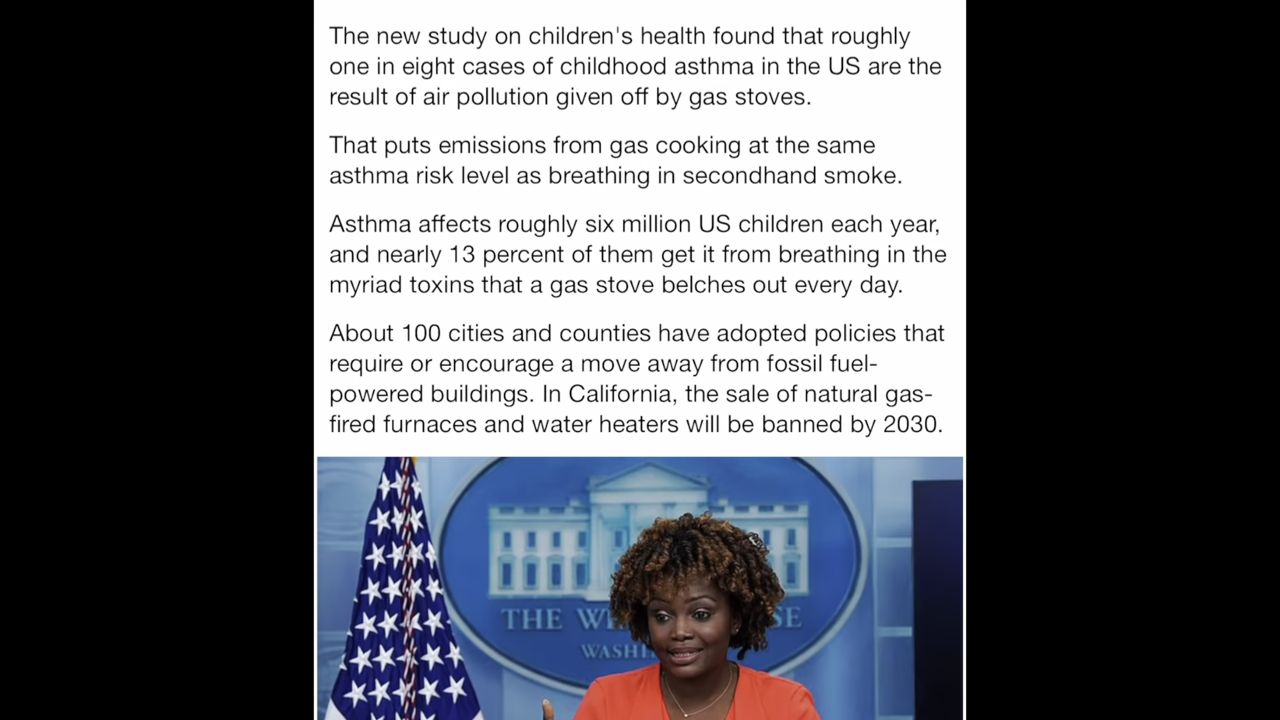 The new study on children's health found that roughly
one in eight cases of childhood asthma in the US are the
result of air pollution given off by gas stoves.
That puts emissions from gas cooking at the same
asthma risk level as breathing in secondhand smoke.
Asthma affects roughly six million US children each year,
and nearly 13 percent of them get it from breathing in the
myriad toxins that a gas stove belches out every day.
About 100 cities and counties have adopted policies that
require or encourage a move away from fossil fuel-
powered buildings. In California, the sale of natural gas-
fired furnaces and water heaters will be banned by 2030.
THE W SE
WASHI